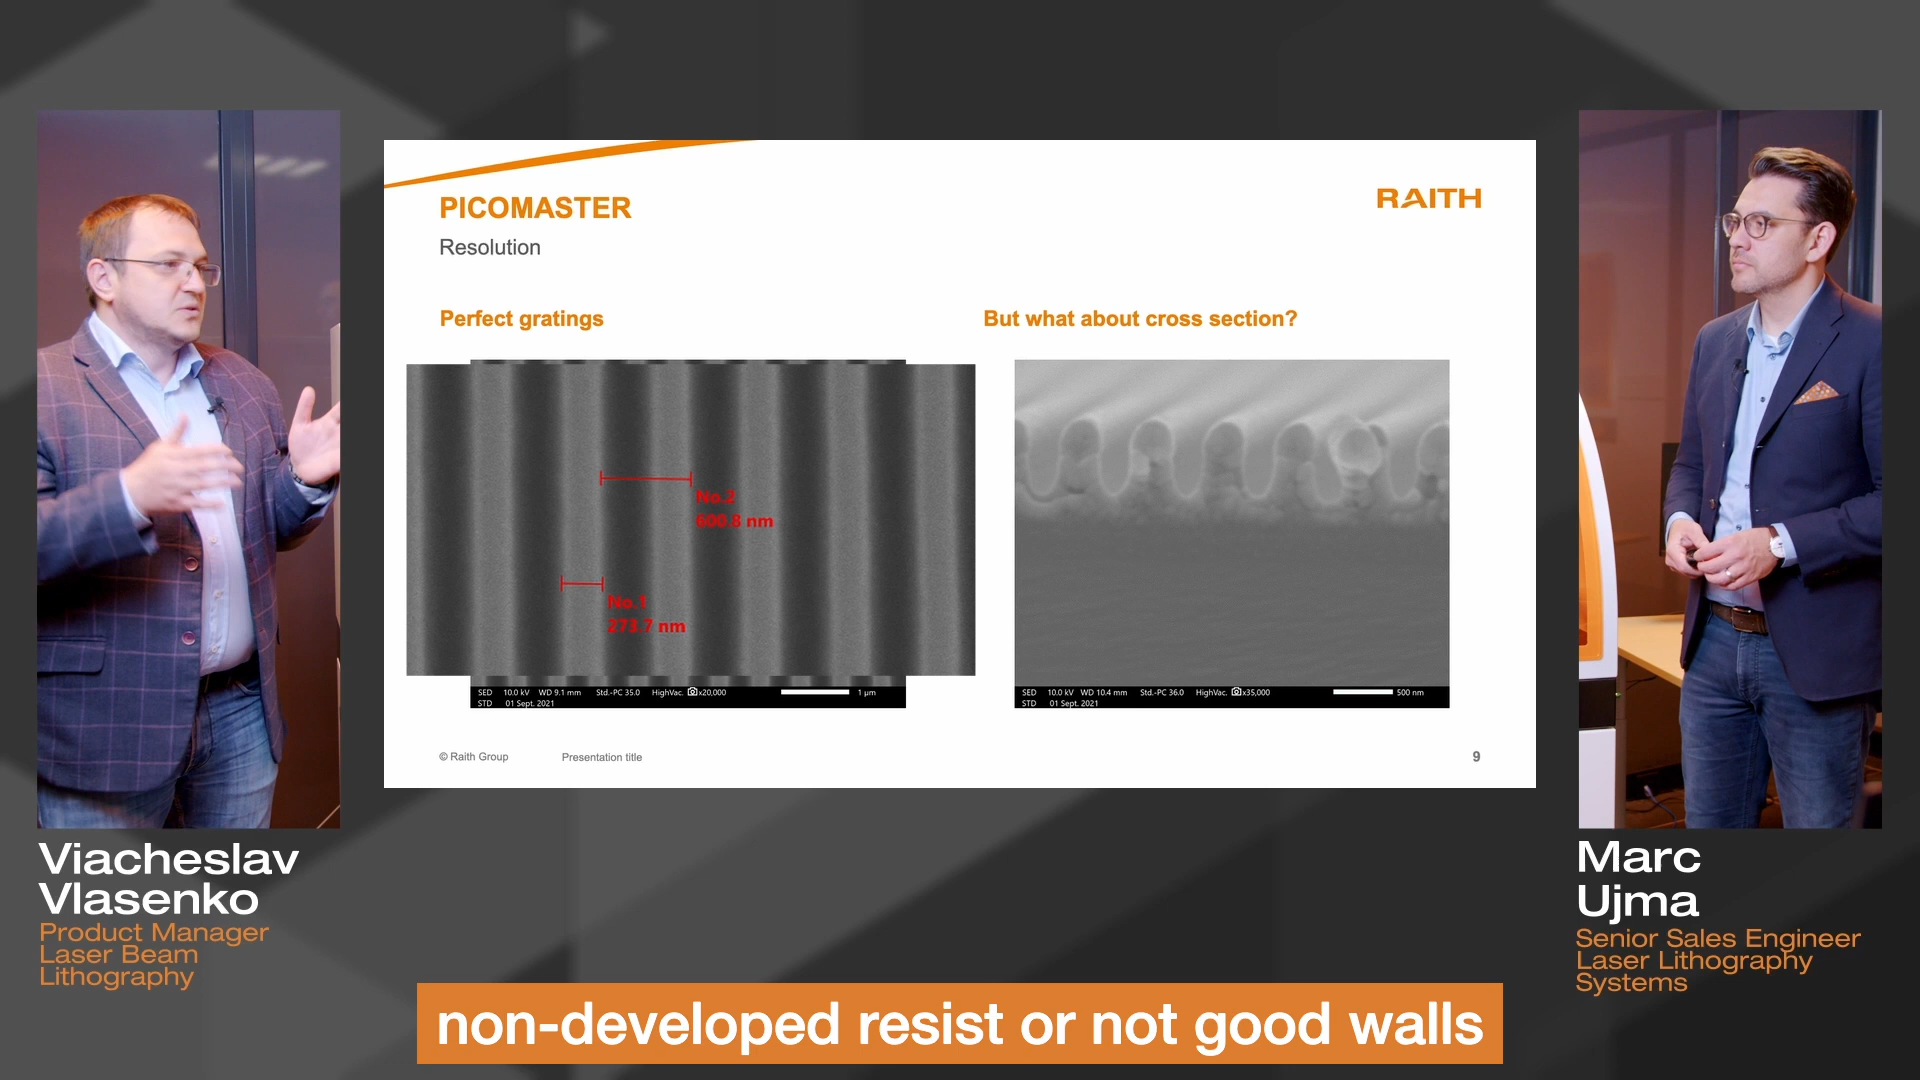 PICOMASTER
RAITH
Resolution
Perfect gratings
But what about cross section?
No.2
600.8 nm
No.1
273.7 nm
SED 10.0 kV WD 9.1 mm Std.-PC 35.0 HighVac. x20,000 1 µm
STD 01 Sept. 2021
SED 10.0 kV WD 10.4 mm Std.-PC 36.0 HighVac. x35,000 500 nm
STD 01 Sept. 2021
© Raith Group Presentation title 9
Viacheslav
Vlasenko
Product Manager
Laser Beam
Lithography
Marc
Ujma
Senior Sales Engineer
Laser Lithography
Systems
non-developed resist or not good walls